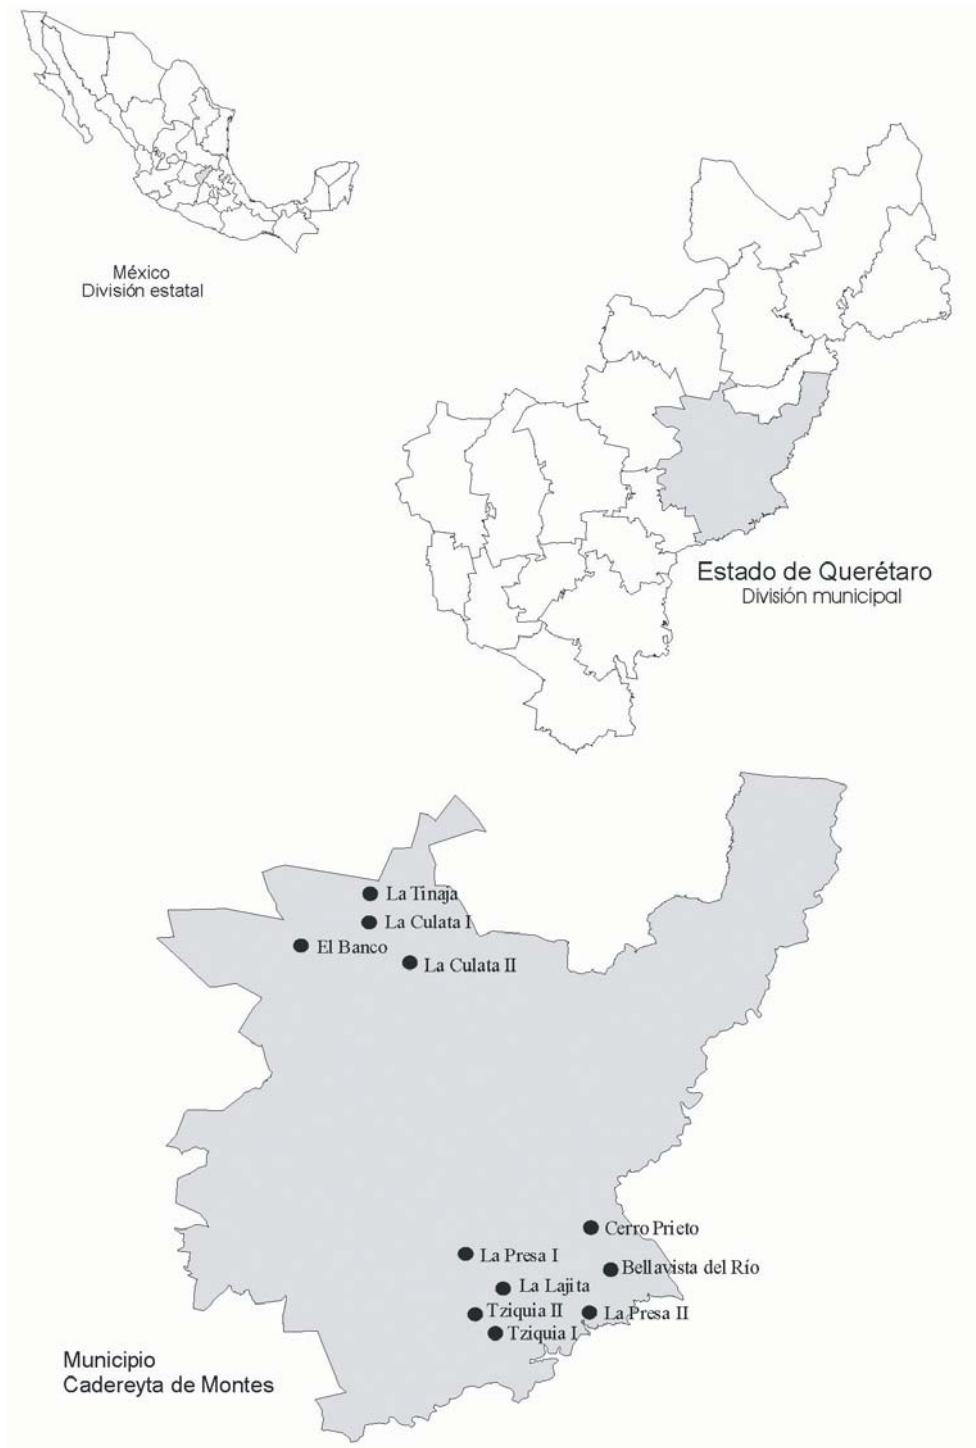 México
División estatal
Estado de Querétaro
División municipal
La Tinaja
La Culata I
El Banco
La Culata II
Cerro Prieto
La Presa I
Bellavista del Río
La Lajita
Tziquia II
La Presa II
Tziquia I
Municipio
Cadereyta de Montes